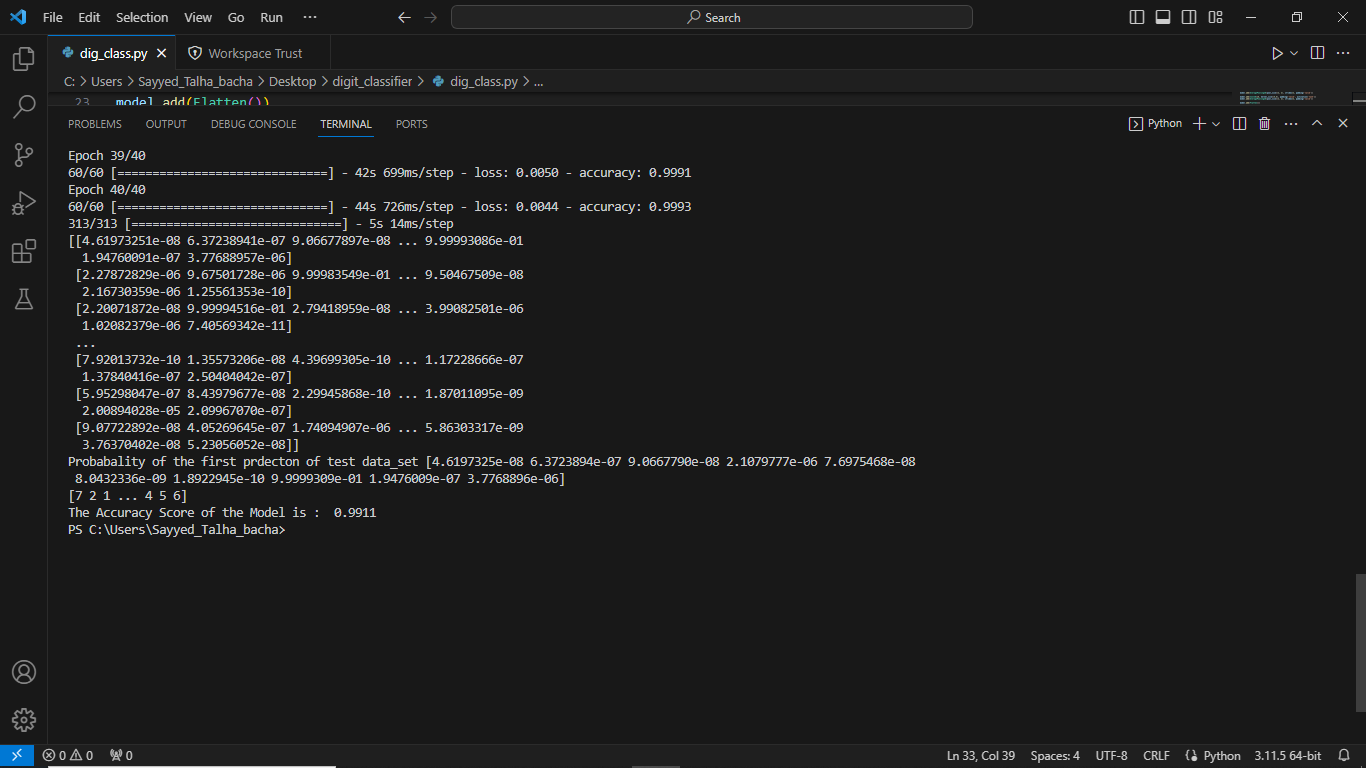 File Edit Selection View Go Run ··· Search
dig_class.py Workspace Trust
C: > Users > Sayyed_Talha_bacha > Desktop > digit_classifier > dig_class.py > ...
23 model.add(Flatten())
PROBLEMS OUTPUT DEBUG CONSOLE TERMINAL PORTS Python
Epoch 39/40
60/60 [==============================] - 42s 699ms/step - loss: 0.0050 - accuracy: 0.9991
Epoch 40/40
60/60 [==============================] - 44s 726ms/step - loss: 0.0044 - accuracy: 0.9993
313/313 [==============================] - 5s 14ms/step
[[4.61973251e-08 6.37238941e-07 9.06677897e-08 ... 9.99993086e-01
1.94760091e-07 3.77688957e-06]
[2.27872829e-06 9.67501728e-06 9.99983549e-01 ... 9.50467509e-08
2.16730359e-06 1.25561353e-10]
[2.20071872e-08 9.99994516e-01 2.79418959e-08 ... 3.99082501e-06
1.02082379e-06 7.40569342e-11]
...
[7.92013732e-10 1.35573206e-08 4.39699305e-10 ... 1.17228666e-07
1.37840416e-07 2.50404042e-07]
[5.95298047e-07 8.43979677e-08 2.29945868e-10 ... 1.87011095e-09
2.00894028e-05 2.09967070e-07]
[9.07722892e-08 4.05269645e-07 1.74094907e-06 ... 5.86303317e-09
3.76370402e-08 5.23056052e-08]]
Probabality of the first prdecton of test data_set [4.6197325e-08 6.3723894e-07 9.0667790e-08 2.1079777e-06 7.6975468e-08
8.0432336e-09 1.8922945e-10 9.9999309e-01 1.9476009e-07 3.7768896e-06]
[7 2 1 ... 4 5 6]
The Accuracy Score of the Model is :  0.9911
PS C:\Users\Sayyed_Talha_bacha>
0 0 0 Ln 33, Col 39 Spaces: 4 UTF-8 CRLF Python 3.11.5 64-bit